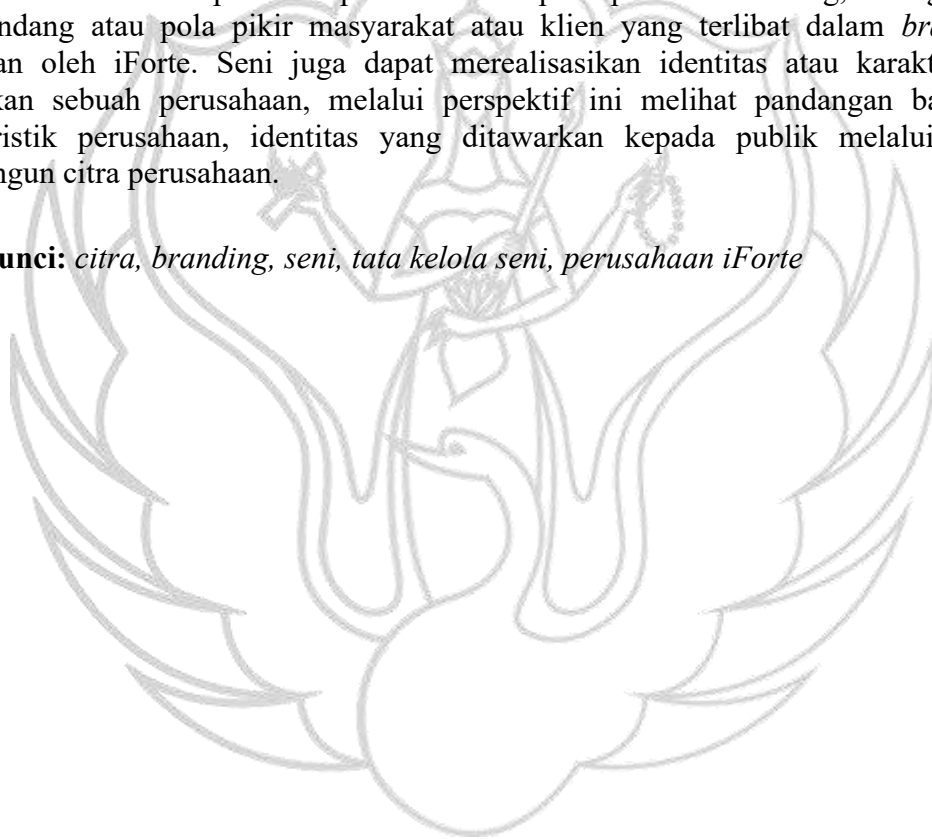 ndang atau pola pikir masyarakat atau klien yang terlibat dalam bra
an oleh iForte. Seni juga dapat merealisasikan identitas atau karakt
kan sebuah perusahaan, melalui perspektif ini melihat pandangan ba
ristik perusahaan, identitas yang ditawarkan kepada publik melalui
ngun citra perusahaan.
unci: citra, branding, seni, tata kelola seni, perusahaan iForte